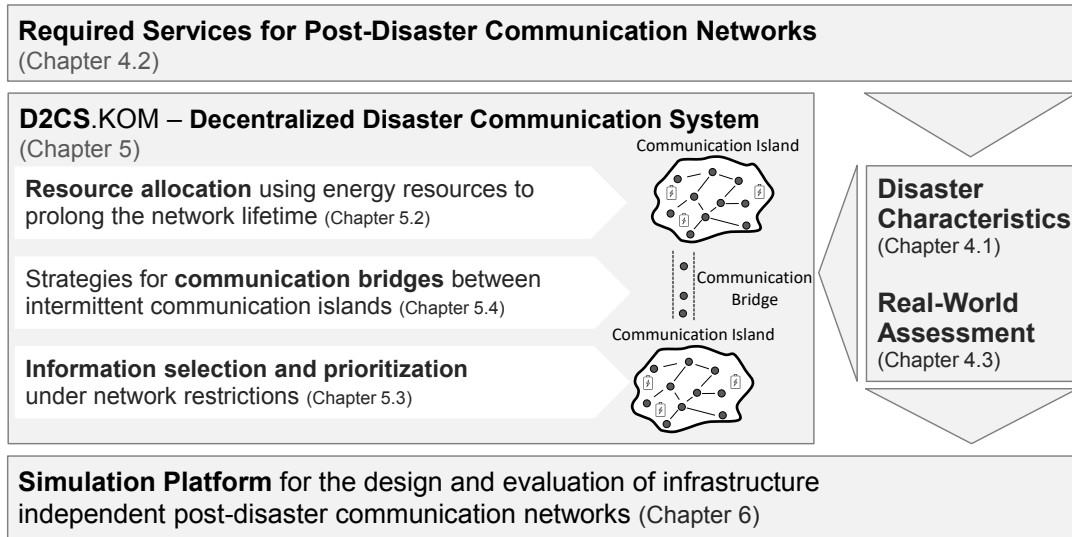 Required Services for Post-Disaster Communication Networks
(Chapter 4.2)
D2CS.KOM – Decentralized Disaster Communication System
(Chapter 5)
Communication Island
Resource allocation using energy resources to
prolong the network lifetime (Chapter 5.2)
Strategies for communication bridges between
intermittent communication islands (Chapter 5.4)
Communication
Bridge
Communication Island
Information selection and prioritization
under network restrictions (Chapter 5.3)
Disaster
Characteristics
(Chapter 4.1)
Real-World
Assessment
(Chapter 4.3)
Simulation Platform for the design and evaluation of infrastructure
independent post-disaster communication networks (Chapter 6)